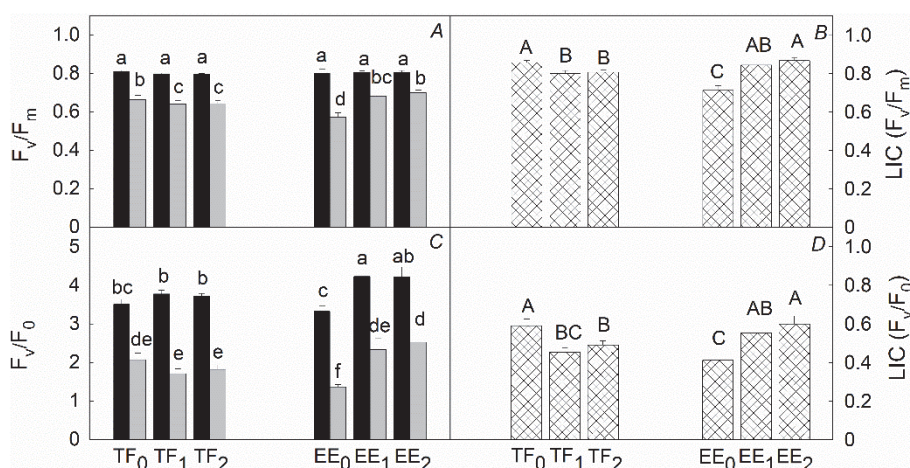 1.0
0.8
0.6
0.4
0.2
0
Fv/Fm
A
a a a a a a
b c c d bc b
B
A B B C AB A
1.0
0.8
0.6
0.4
0.2
0
LIC (Fv/Fm)
5
4
3
2
1
0
Fv/F0
C
bc b b c a ab
de e e f de d
D
A BC B C AB A
1.0
0.8
0.6
0.4
0.2
0.0
LIC (Fv/F0)
TF0 TF1 TF2 EE0 EE1 EE2
TF0 TF1 TF2 EE0 EE1 EE2